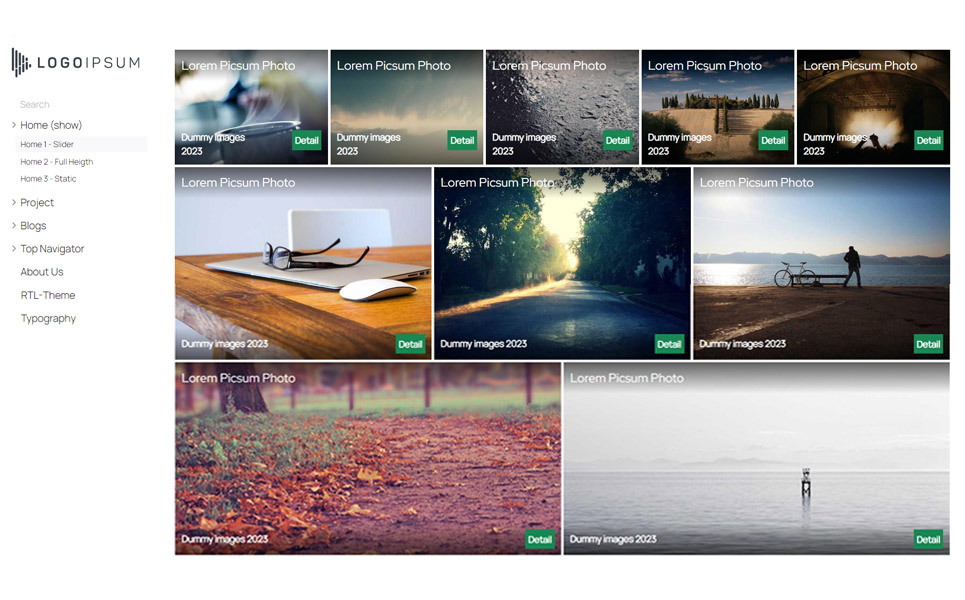 LOGOIPSUM
Search
Home (show)
Home 1 - Slider
Home 2 - Full Heigth
Home 3 - Static
Project
Blogs
Top Navigator
About Us
RTL-Theme
Typography
Lorem Picsum Photo
Dummy images
2023
Detail
Lorem Picsum Photo
Dummy images
2023
Detail
Lorem Picsum Photo
Dummy images
2023
Detail
Lorem Picsum Photo
Dummy images
2023
Detail
Lorem Picsum Photo
Dummy images
2023
Detail
Lorem Picsum Photo
Dummy images 2023
Detail
Lorem Picsum Photo
Dummy images 2023
Detail
Lorem Picsum Photo
Dummy images 2023
Detail
Lorem Picsum Photo
Dummy images 2023
Detail
Lorem Picsum Photo
Dummy images 2023
Detail